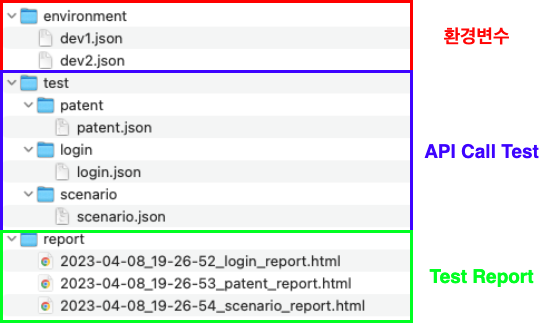 environment
환경변수
dev1.json
dev2.json
test
patent
patent.json
login
API Call Test
login.json
scenario
scenario.json
report
2023-04-08_19-26-52_login_report.html
2023-04-08_19-26-53_patent_report.html
Test Report
2023-04-08_19-26-54_scenario_report.html